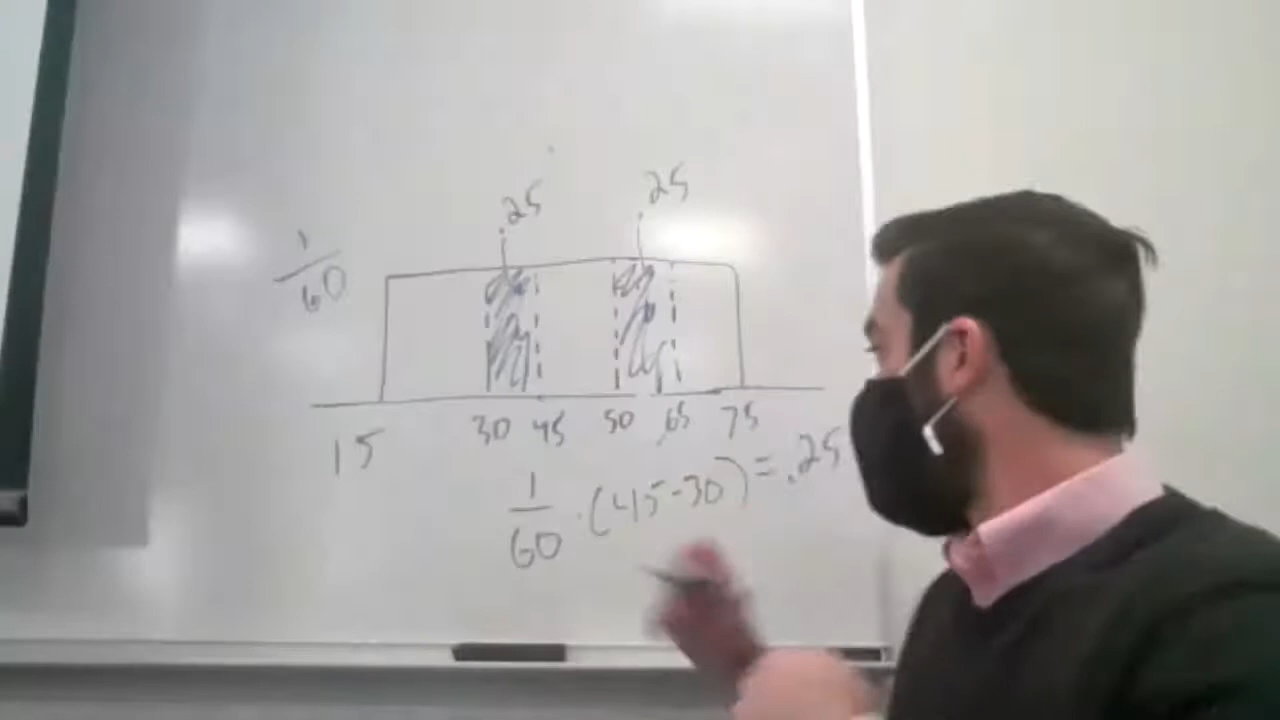 .25 .25
1/60
15 30 45 50 65 75
1/60 · (45-30) = .25